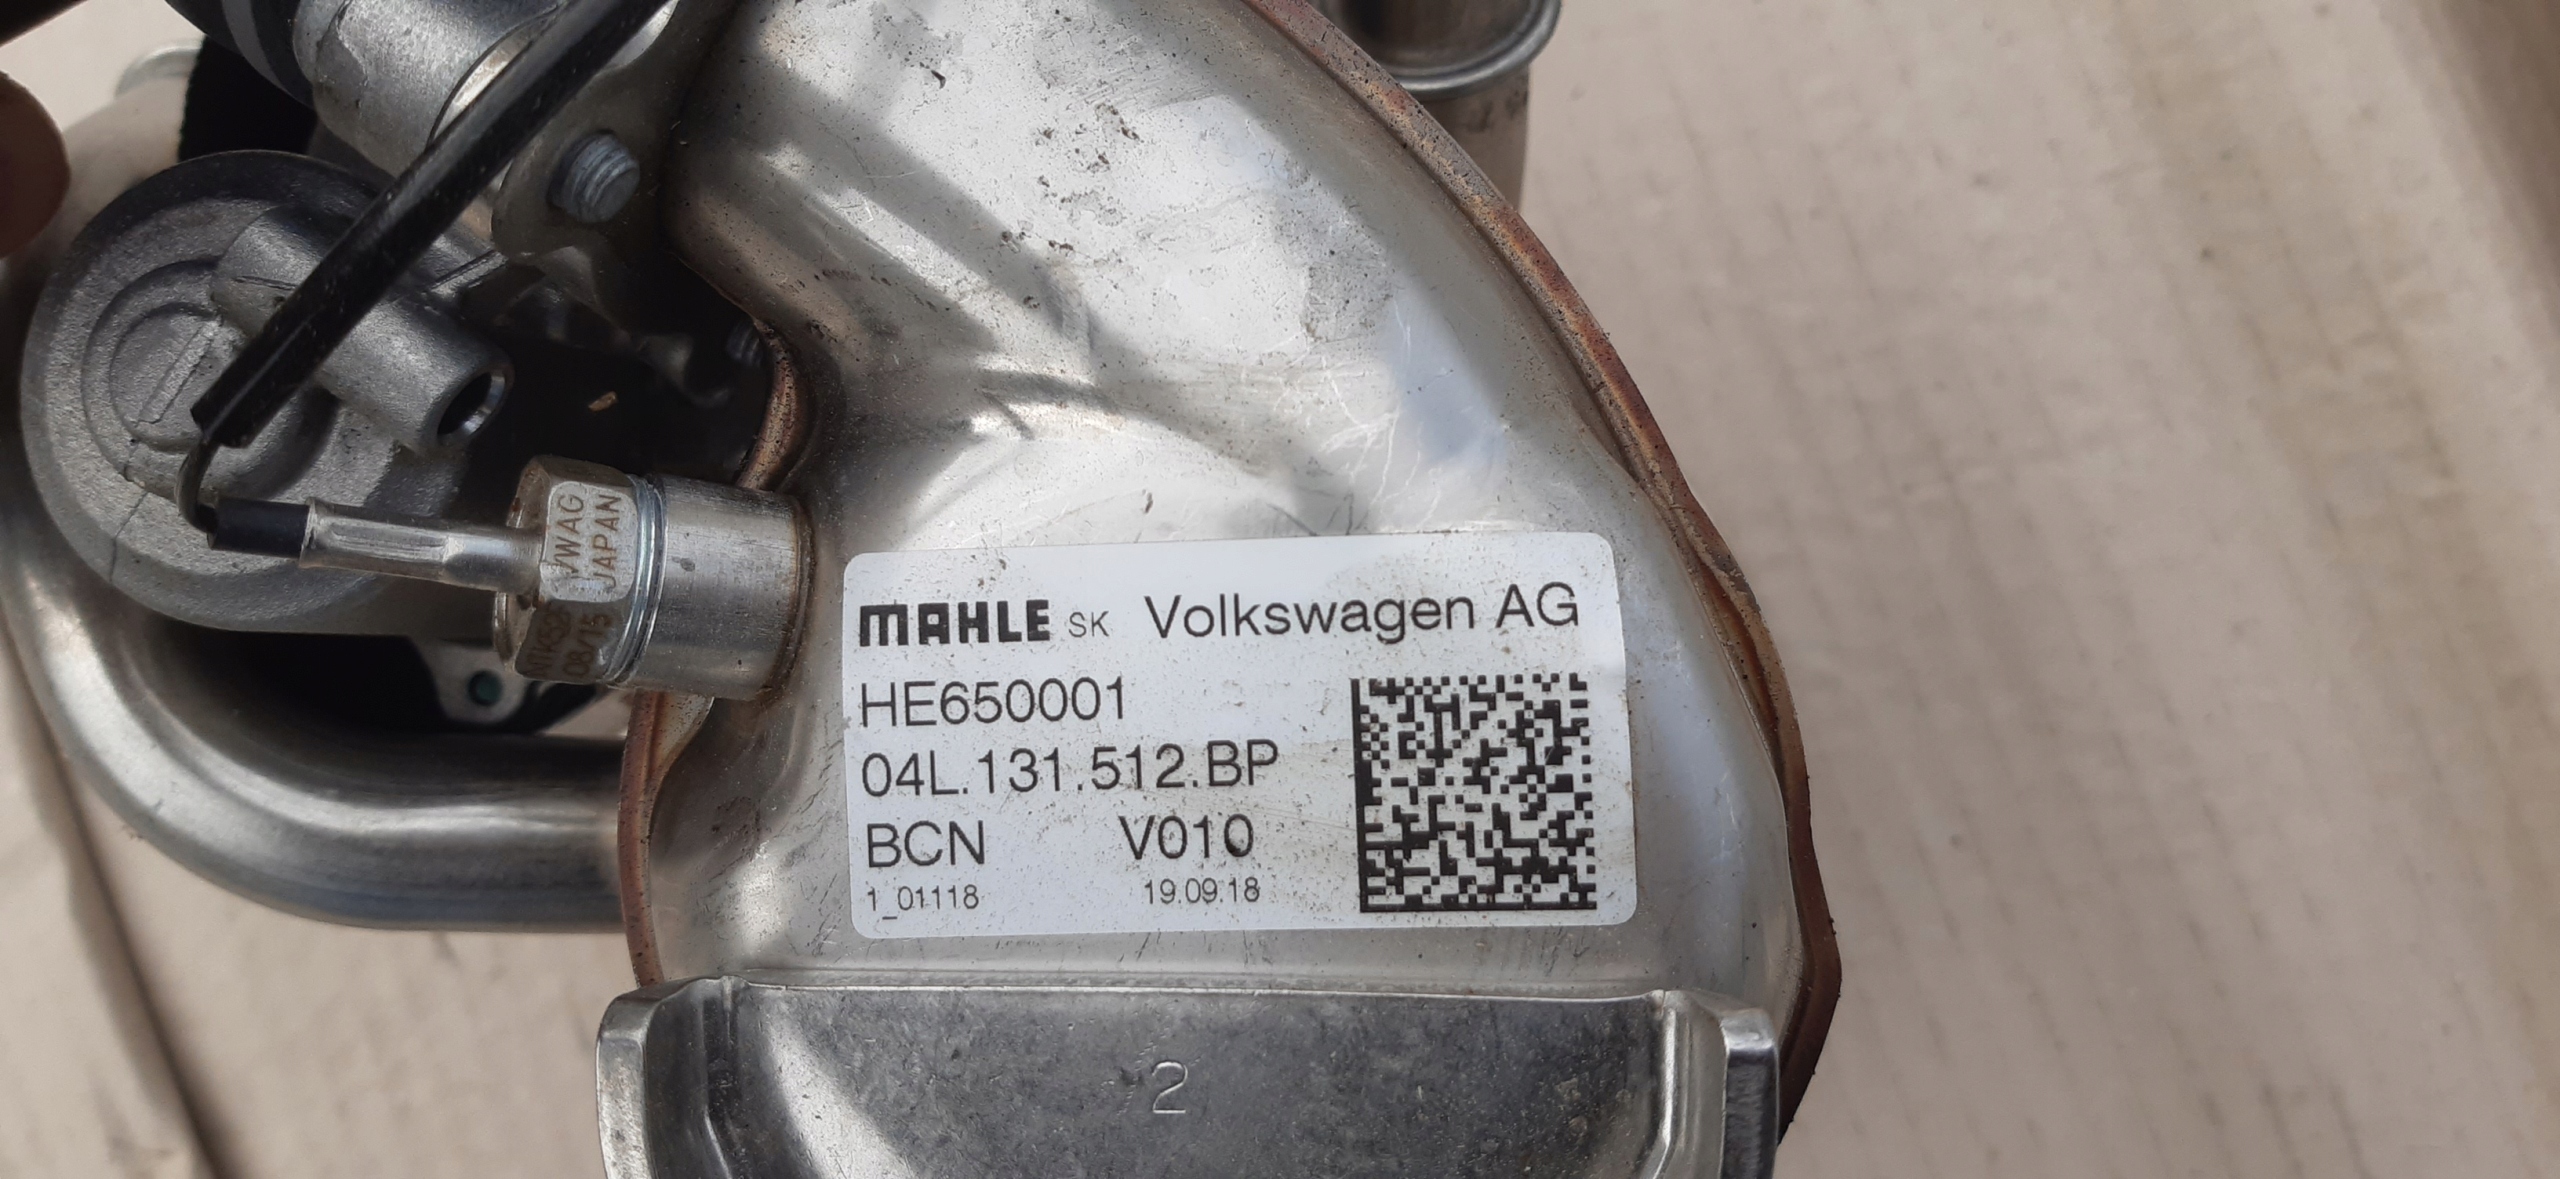 VWAG
JAPAN
08/15
MAHLE SK Volkswagen AG
HE650001
04L.131.512.BP
BCN V010
1_01118 19.09.18
2